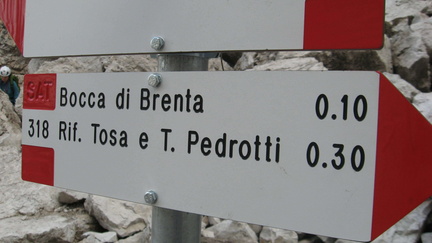 SAT Bocca di Brenta 0.10
318 Rif. Tosa e T. Pedrotti 0.30